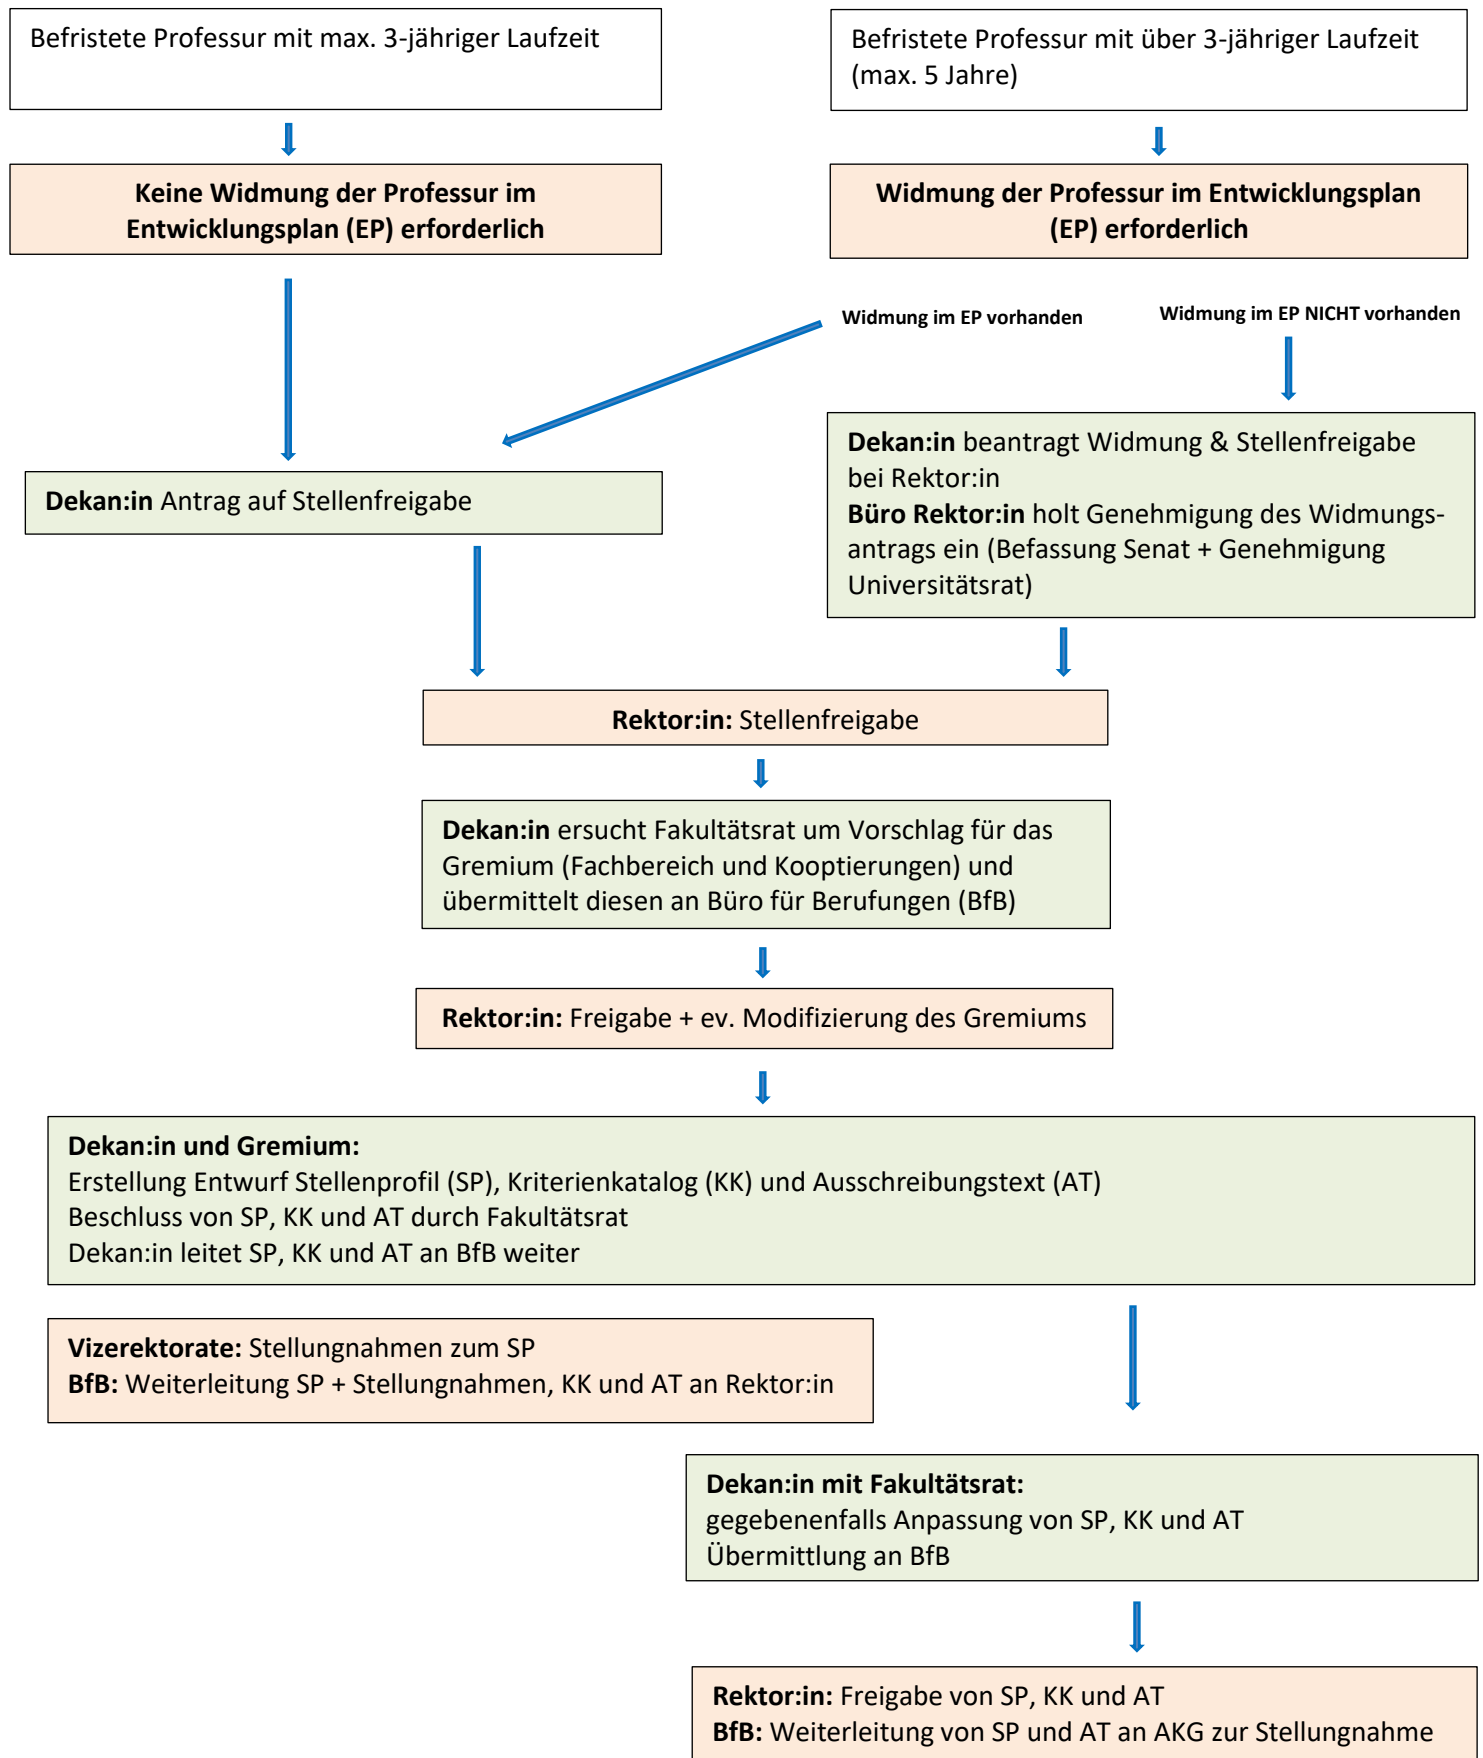 Befristete Professur mit max. 3-jähriger Laufzeit
Befristete Professur mit über 3-jähriger Laufzeit
(max. 5 Jahre)
Keine Widmung der Professur im
Entwicklungsplan (EP) erforderlich
Widmung der Professur im Entwicklungsplan
(EP) erforderlich
Widmung im EP vorhanden
Widmung im EP NICHT vorhanden
Dekan:in Antrag auf Stellenfreigabe
Dekan:in beantragt Widmung & Stellenfreigabe
bei Rektor:in
Büro Rektor:in holt Genehmigung des Widmungs-
antrags ein (Befassung Senat + Genehmigung
Universitätsrat)
Rektor:in: Stellenfreigabe
Dekan:in ersucht Fakultätsrat um Vorschlag für das
Gremium (Fachbereich und Kooptierungen) und
übermittelt diesen an Büro für Berufungen (BfB)
Rektor:in: Freigabe + ev. Modifizierung des Gremiums
Dekan:in und Gremium:
Erstellung Entwurf Stellenprofil (SP), Kriterienkatalog (KK) und Ausschreibungstext (AT)
Beschluss von SP, KK und AT durch Fakultätsrat
Dekan:in leitet SP, KK und AT an BfB weiter
Vizerektorate: Stellungnahmen zum SP
BfB: Weiterleitung SP + Stellungnahmen, KK und AT an Rektor:in
Dekan:in mit Fakultätsrat:
gegebenenfalls Anpassung von SP, KK und AT
Übermittlung an BfB
Rektor:in: Freigabe von SP, KK und AT
BfB: Weiterleitung von SP und AT an AKG zur Stellungnahme